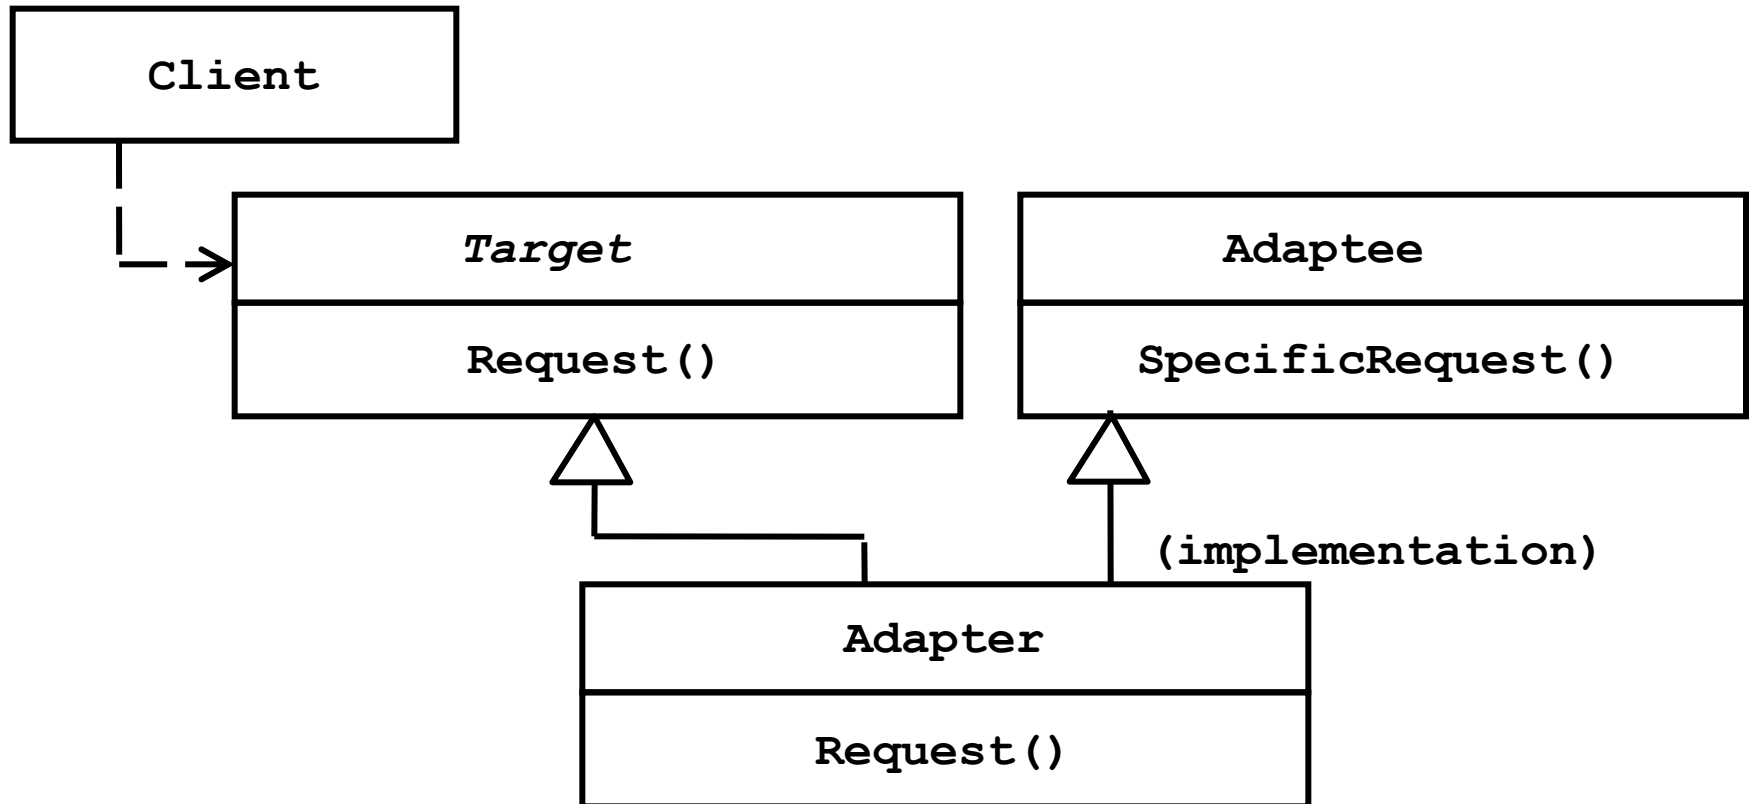 Client
Target
Adaptee
Request()
SpecificRequest()
(implementation)
Adapter
Request()